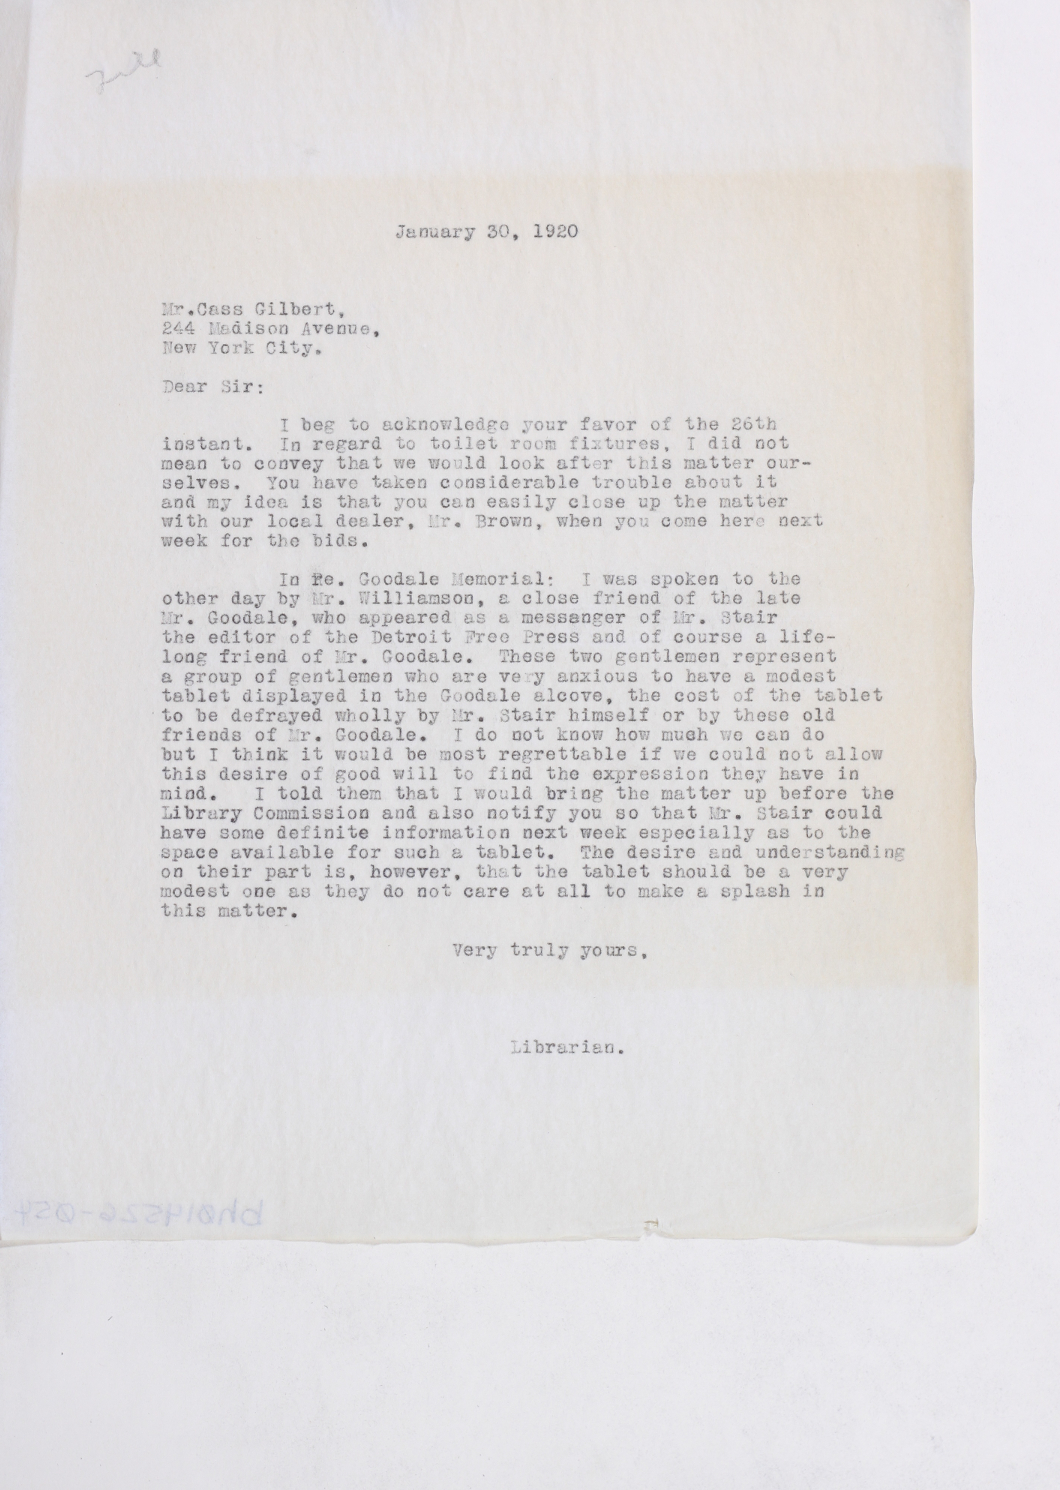 January 30, 1920
Mr.Cass Gilbert,
244 Madison Avenue,
New York City.
Dear Sir:
I beg to acknowledge your favor of the 26th
instant. In regard to toilet room fixtures, I did not
mean to convey that we would look after this matter our-
selves. You have taken considerable trouble about it
and my idea is that you can easily close up the matter
with our local dealer, Mr. Brown, when you come here next
week for the bids.
In Re. Goodale Memorial: I was spoken to the
other day by Mr. Williamson, a close friend of the late
Mr. Goodale, who appeared as a messanger of Mr. Stair
the editor of the Detroit Free Press and of course a life-
long friend of Mr. Goodale. These two gentlemen represent
a group of gentlemen who are very anxious to have a modest
tablet displayed in the Goodale alcove, the cost of the tablet
to be defrayed wholly by Mr. Stair himself or by these old
friends of Mr. Goodale. I do not know how much we can do
but I think it would be most regrettable if we could not allow
this desire of good will to find the expression they have in
mind. I told them that I would bring the matter up before the
Library Commission and also notify you so that Mr. Stair could
have some definite information next week especially as to the
space available for such a tablet. The desire and understanding
on their part is, however, that the tablet should be a very
modest one as they do not care at all to make a splash in
this matter.
Very truly yours,
Librarian.
bh014526-054